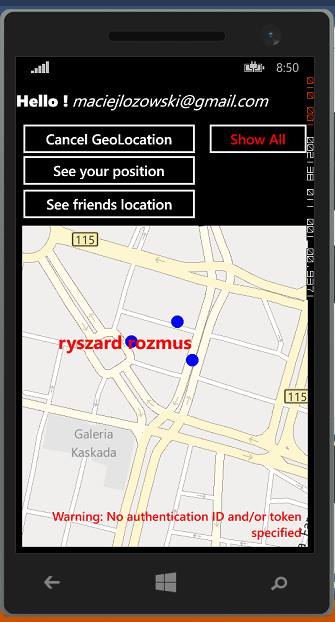 8:50
Hello ! maciejlozowski@gmail.com
Cancel GeoLocation
Show All
See your position
See friends location
115
ryszard rozmus
115
Galeria
Kaskada
Warning: No authentication ID and/or token
specified